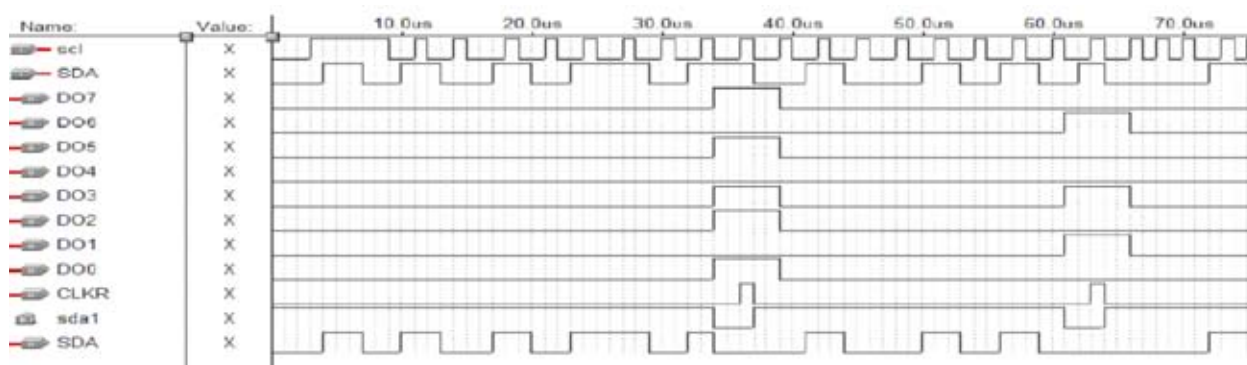 Name: Value: 10.0us 20.0us 30.0us 40.0us 50.0us 60.0us 70.0us
scl X
SDA X
DO7 X
DO6 X
DO5 X
DO4 X
DO3 X
DO2 X
DO1 X
DO0 X
CLKR X
sda1 X
SDA X